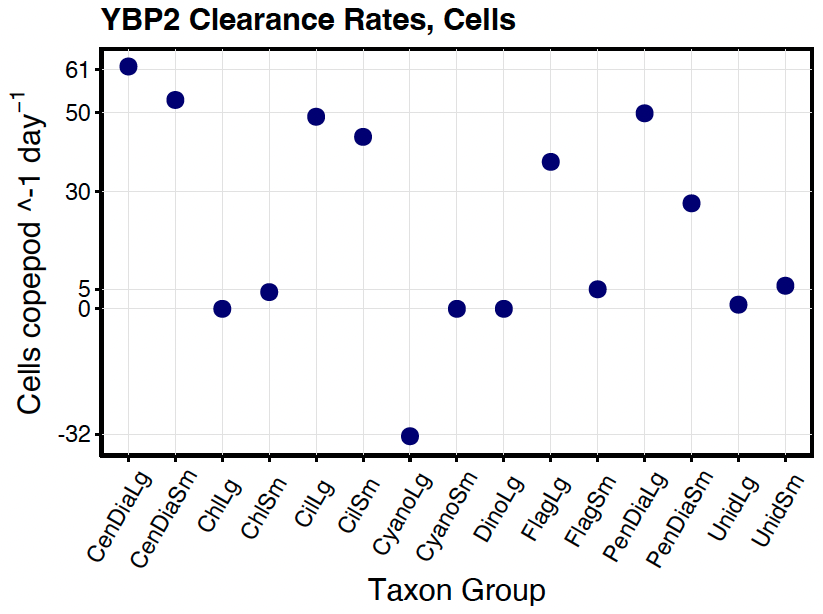 YBP2 Clearance Rates, Cells
Cells copepod ^-1 day⁻¹
61
50
30
5
0
-32
CenDiaLg
CenDiaSm
ChlLg
ChlSm
CilLg
CilSm
CyanoLg
CyanoSm
DinoLg
FlagLg
FlagSm
PenDiaLg
PenDiaSm
UnidLg
UnidSm
Taxon Group